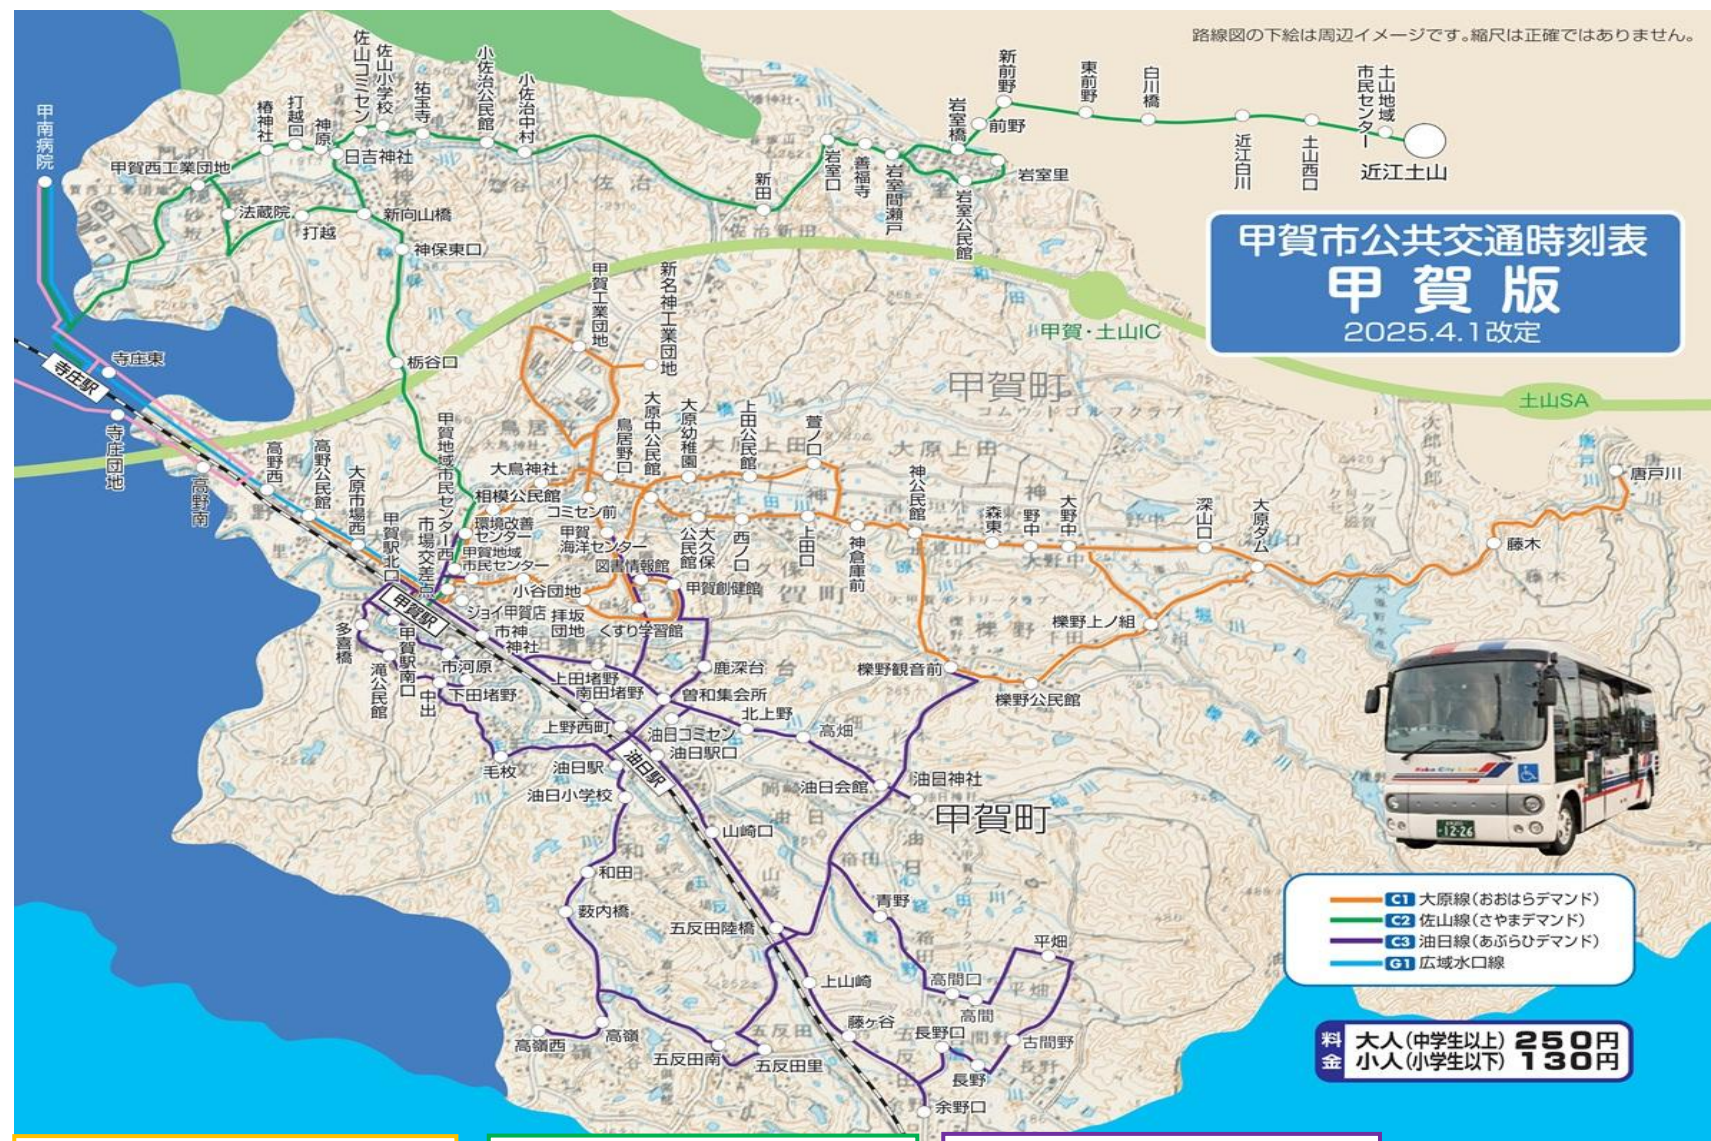 路線図の下絵は周辺イメージです。縮尺は正確ではありません。
甲賀市公共交通時刻表
甲賀版
2025.4.1改定
甲南病院
佐山コミセン
佐山小学校
祐宝寺
小佐治公民館
小佐治中村
椿神社
打越口
神原
日吉神社
甲賀西工業団地
法蔵院
打越
新向山橋
神保東口
新田
岩室口
善福寺
岩室間瀬戸
岩室橋
岩室公民館
岩室里
新前野
前野
東前野
白川橋
近江白川
土山西口
土山地域市民センター
近江土山
甲賀・土山IC
土山SA
甲賀町
甲賀工業団地
新名神工業団地
栃谷口
寺庄駅
寺庄東
寺庄団地
高野南
高野西
高野公民館
大原市場西
甲賀駅北口
市場交差点
甲賀地域市民センター西
大鳥神社
相模公民館
環境改善センター
甲賀地域市民センター
鳥居野口
大原中公民館
大原幼稚園
上田公民館
萱ノ口
コミセン前
甲賀海洋センター
図書情報館
大久保公民館
西ノ口
上田口
神倉庫前
神公民館
森東
野中
大野中
深山口
大原ダム
藤木
唐戸川
甲賀創健館
くすり学習館
小谷団地
拝坂団地
ジョイ甲賀店
甲賀駅
市神神社
多喜橋
甲賀駅南口
滝公民館
中出
市河原
下田堵野
上田堵野
南田堵野
鹿深台
曽和集会所
上野西町
油日コミセン
北上野
高畑
油日駅口
油日駅
油日駅
毛枚
油日小学校
油日会館
油日神社
甲賀町
櫟野観音前
櫟野公民館
櫟野上ノ組
山崎口
和田
藪内橋
五反田陸橋
青野
高間口
高間
平畑
上山崎
藤ヶ谷
長野口
古間野
長野
余野口
高嶺西
高嶺
五反田南
五反田里
12-26
C1 大原線(おおはらデマンド)
C2 佐山線(さやまデマンド)
C3 油日線(あぶらひデマンド)
G1 広域水口線
料金
大人(中学生以上) 250円
小人(小学生以下) 130円